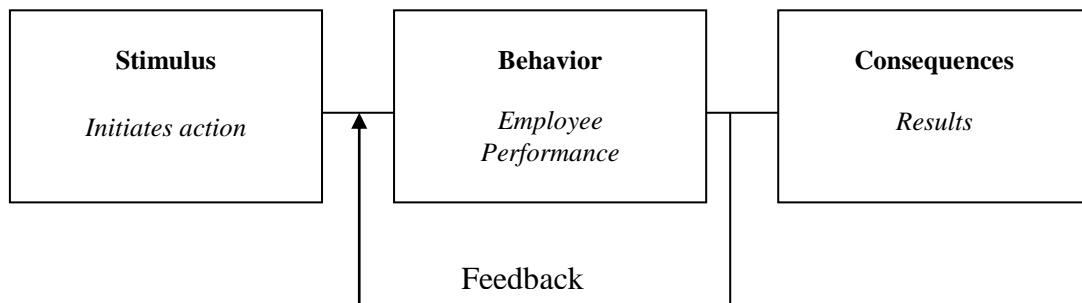 Stimulus
Initiates action
Behavior
Employee
Performance
Consequences
Results
Feedback